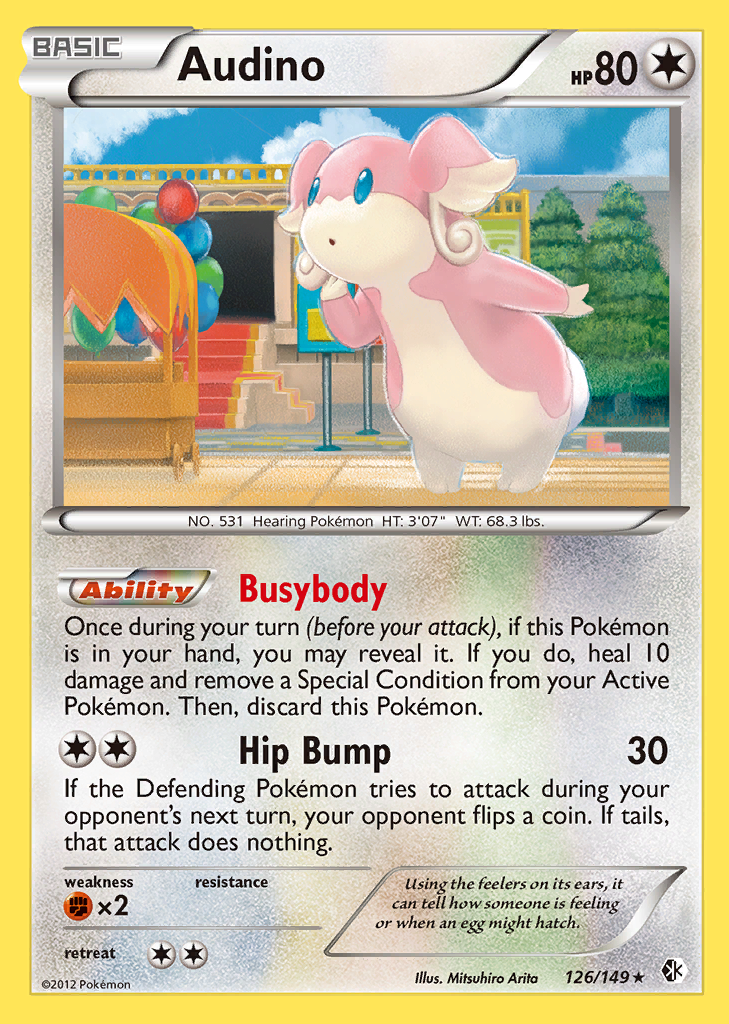 BASIC
Audino
HP80
NO. 531 Hearing Pokémon HT: 3'07" WT: 68.3 lbs.
Ability Busybody
Once during your turn (before your attack), if this Pokémon
is in your hand, you may reveal it. If you do, heal 10
damage and remove a Special Condition from your Active
Pokémon. Then, discard this Pokémon.
Hip Bump 30
If the Defending Pokémon tries to attack during your
opponent's next turn, your opponent flips a coin. If tails,
that attack does nothing.
weakness resistance
×2
Using the feelers on its ears, it
can tell how someone is feeling
or when an egg might hatch.
retreat
©2012 Pokémon
Illus. Mitsuhiro Arita 126/149★